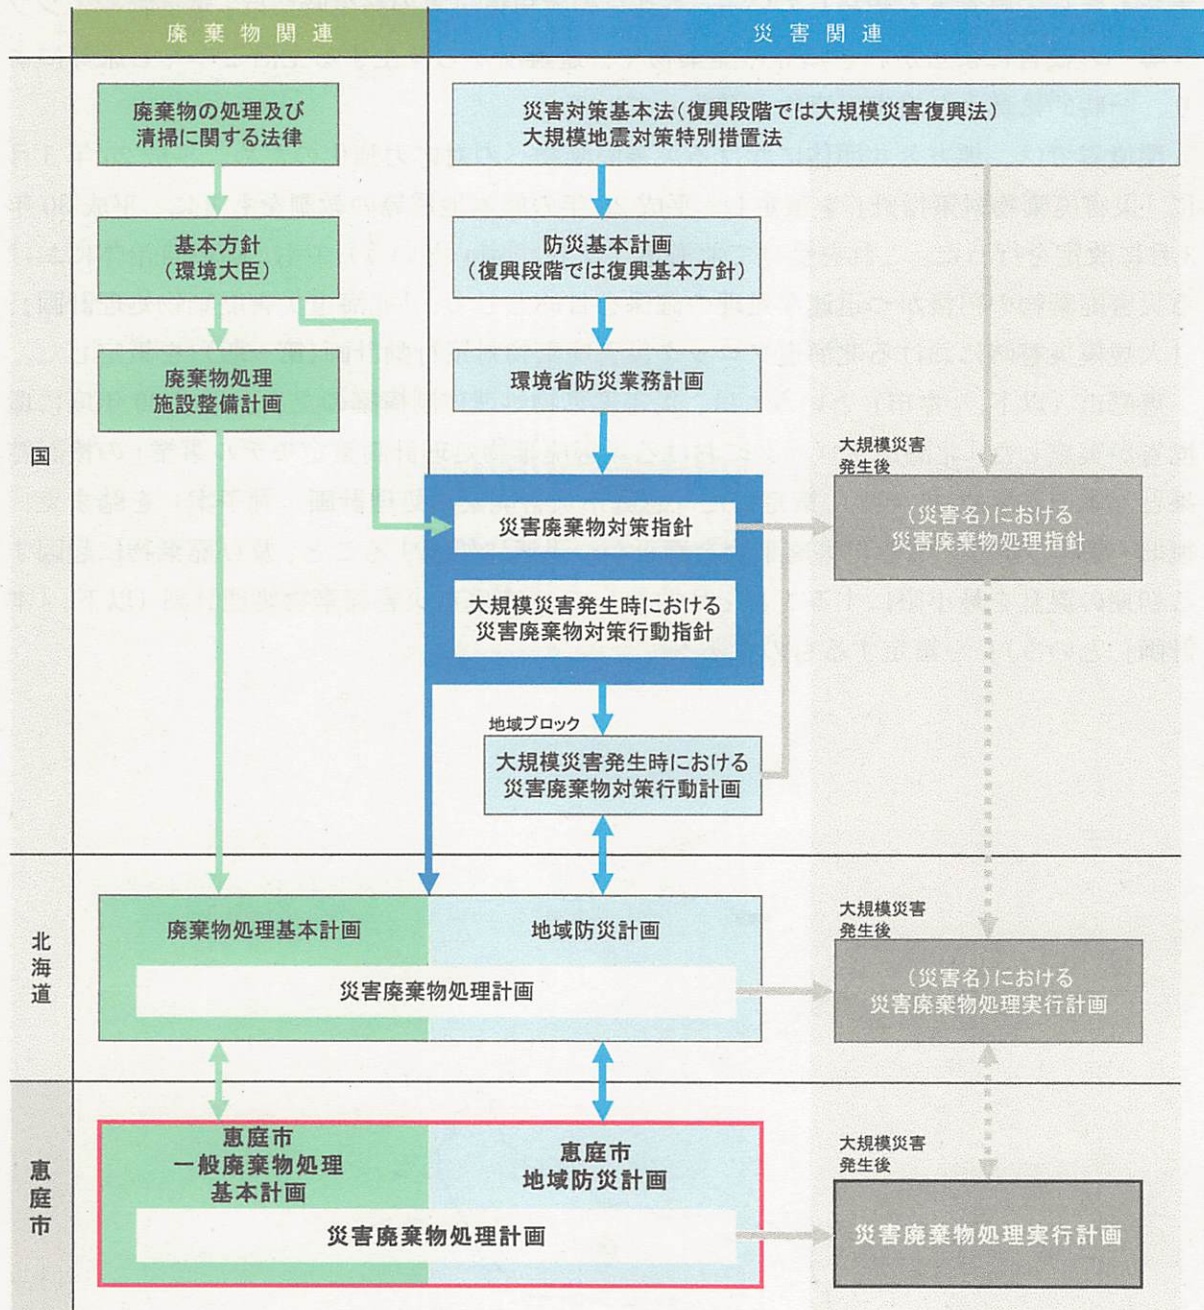 廃棄物関連
災害関連
国
廃棄物の処理及び
清掃に関する法律
災害対策基本法(復興段階では大規模災害復興法)
大規模地震対策特別措置法
基本方針
(環境大臣)
防災基本計画
(復興段階では復興基本方針)
廃棄物処理
施設整備計画
環境省防災業務計画
大規模災害
発生後
災害廃棄物対策指針
(災害名)における
災害廃棄物処理指針
大規模災害発生時における
災害廃棄物対策行動指針
地域ブロック
大規模災害発生時における
災害廃棄物対策行動計画
北海道
廃棄物処理基本計画
地域防災計画
災害廃棄物処理計画
大規模災害
発生後
(災害名)における
災害廃棄物処理実行計画
恵庭市
恵庭市
一般廃棄物処理
基本計画
恵庭市
地域防災計画
災害廃棄物処理計画
大規模災害
発生後
災害廃棄物処理実行計画